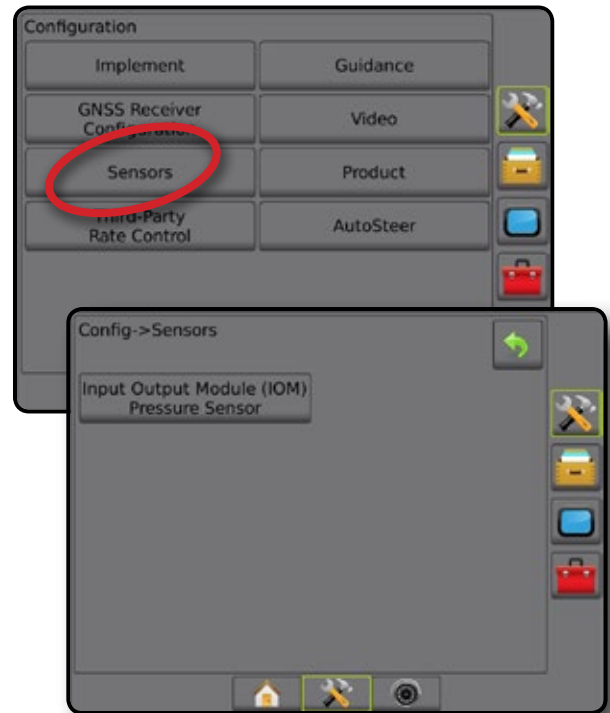 Configuration
Implement
Guidance
GNSS Receiver
Configuration
Video
Sensors
Product
Third-Party
Rate Control
AutoSteer
Config->Sensors
Input Output Module (IOM)
Pressure Sensor